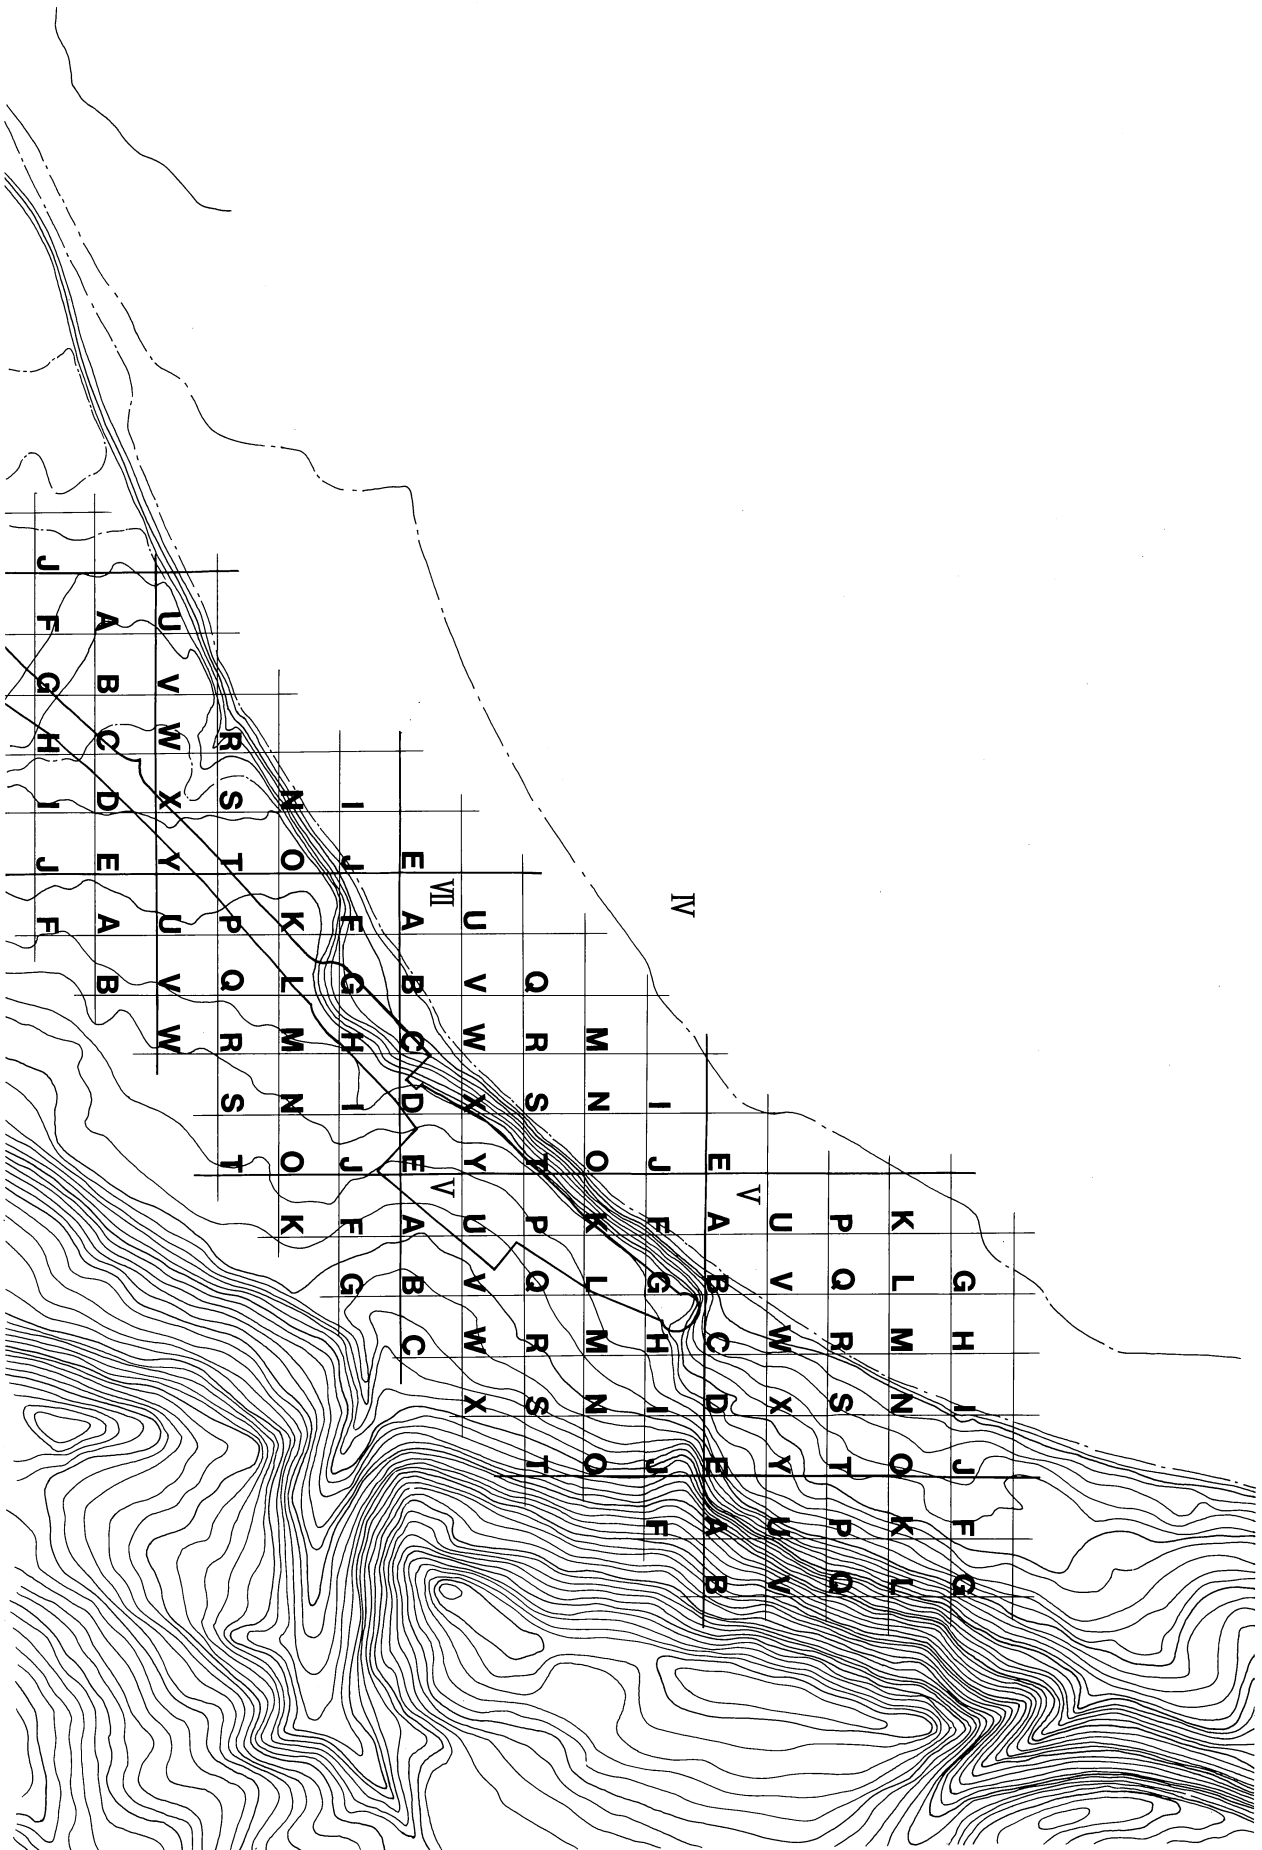 G H I J F G
K L M N O K L
P Q R S T P Q
U V W X Y U V
Ⅴ
E A B C D E A B
Ⅳ
I J F G H I J F
M N O K L M N O
Q R S T P Q R S T
U V W X Y U V W X
Ⅶ Ⅴ
E A B C D E A B C
I J F G H I J F G
N O K L M N O K
R S T P Q R S T
U V W X Y U V W
A B C D E A B
J F G H I J F